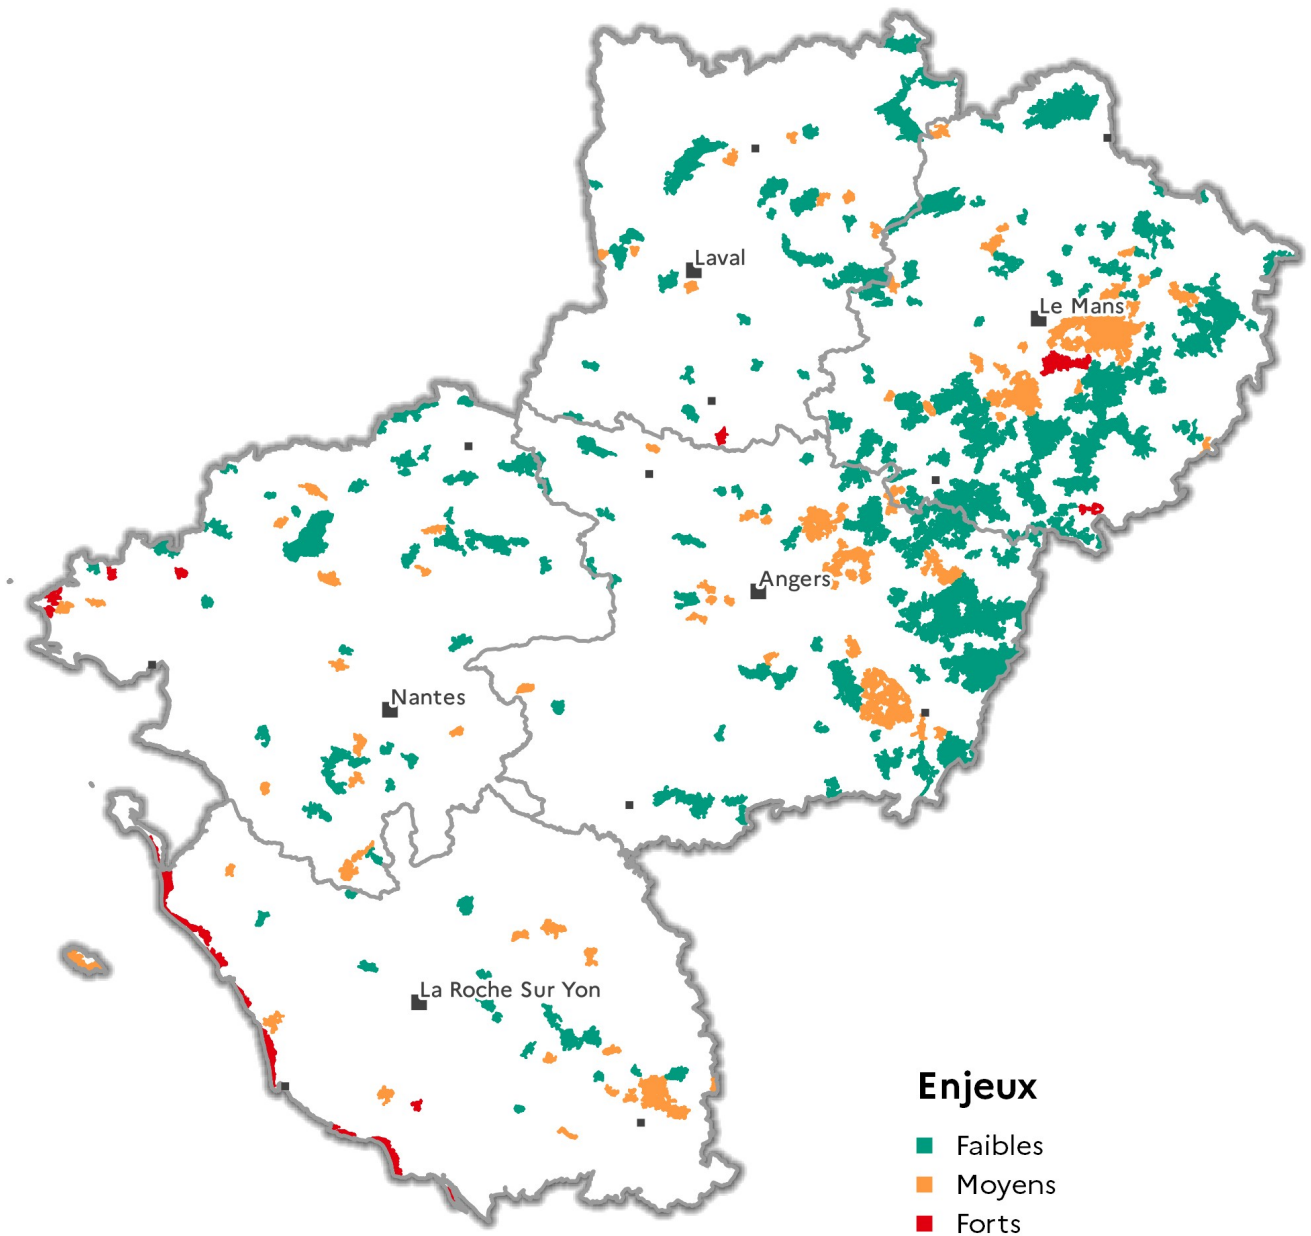 Laval
Le Mans
Angers
Nantes
La Roche Sur Yon
Enjeux
Faibles
Moyens
Forts